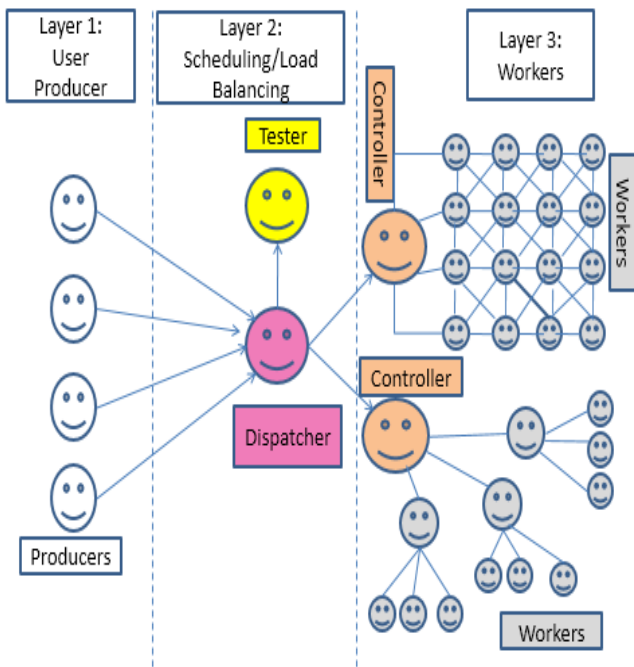 Layer 1:
User
Producer
Layer 2:
Scheduling/Load
Balancing
Layer 3:
Workers
Tester
Controller
Workers
Dispatcher
Controller
Producers
Workers